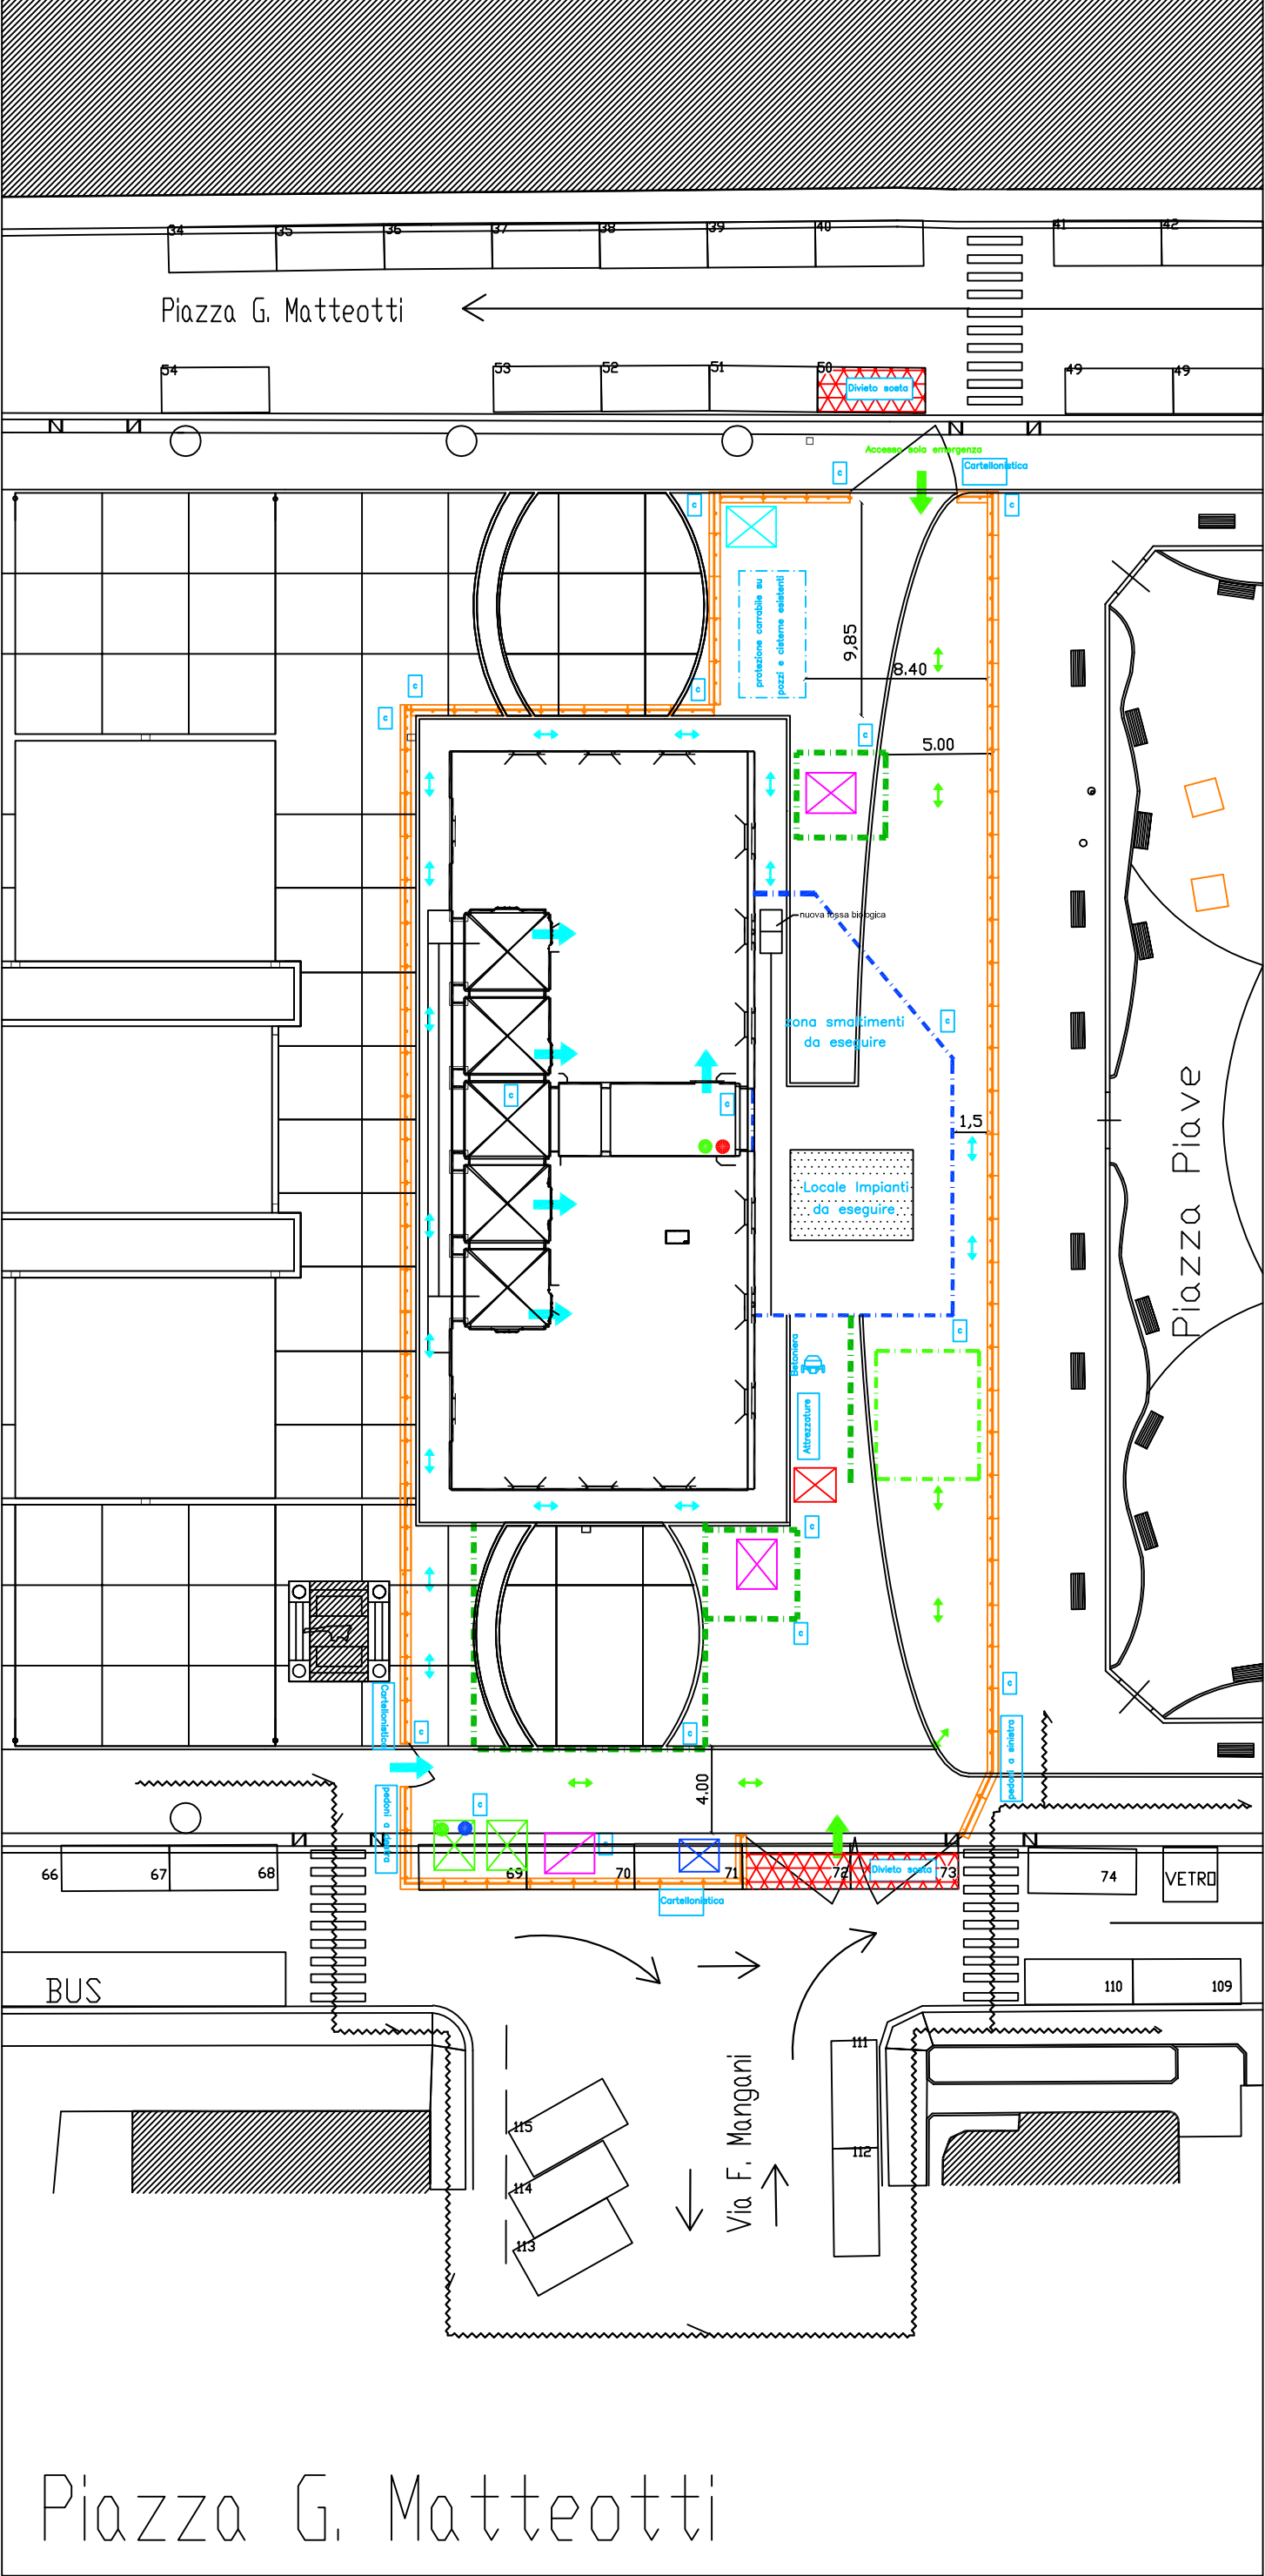 34
35
36
37
38
39
40
41
42
Piazza G. Matteotti
54
53
52
51
50
Divieto sosta
49
49
Accesso solo emergenza
Cartellonistica
c
c
c
protezione carrabile su
pozzi e cisterne esistenti
9,85
8.40
c
c
c
c
5.00
nuova fossa biologica
zona smaltimenti
da eseguire
c
c
c
1,5
Piazza Piave
Locale Impianti
da eseguire
c
Betoniera
Attrezzature
c
c
Cartellonistica
c
c
c
pedoni a sinistra
4.00
pedoni a destra
c
c
66
67
68
69
70
71
72
Divieto sosta
73
74
VETRO
Cartellonistica
BUS
110
109
111
Via F. Mangani
115
112
114
113
Piazza G. Matteotti